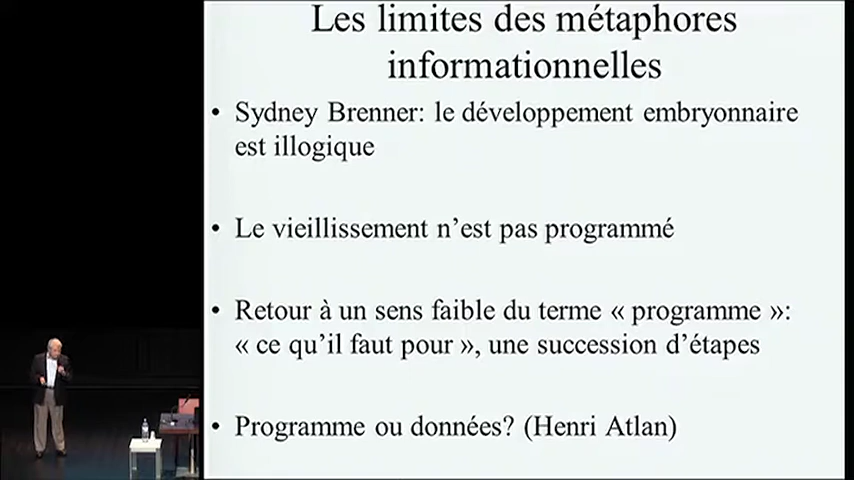 Les limites des métaphores
informationnelles
• Sydney Brenner: le développement embryonnaire
est illogique
• Le vieillissement n’est pas programmé
• Retour à un sens faible du terme « programme »:
« ce qu’il faut pour », une succession d’étapes
• Programme ou données? (Henri Atlan)